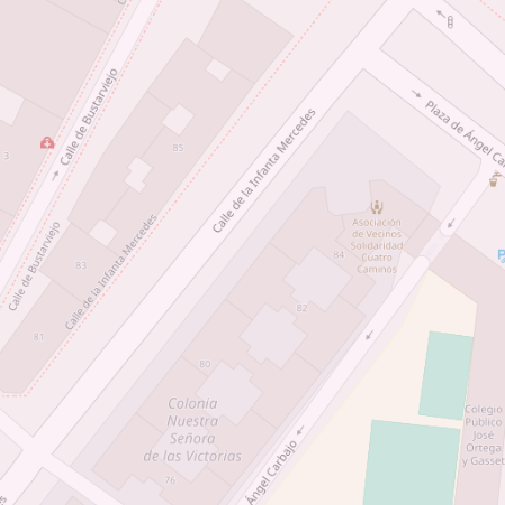 8
Calle de Bustarviejo
Plaza de Ángel Ca
Calle de la Infanta Mercedes
85
3
Asociación
de Vecinos
Solidaridad
Cuatro
Caminos
Calle de la Infanta Mercedes
Calle de Bustarviejo
84
83
82
81
80
Colonia
Nuestra
Señora
de las Victorias
Colegio
Público
José
Ortega
y Gasset
76
Ángel Carbajo